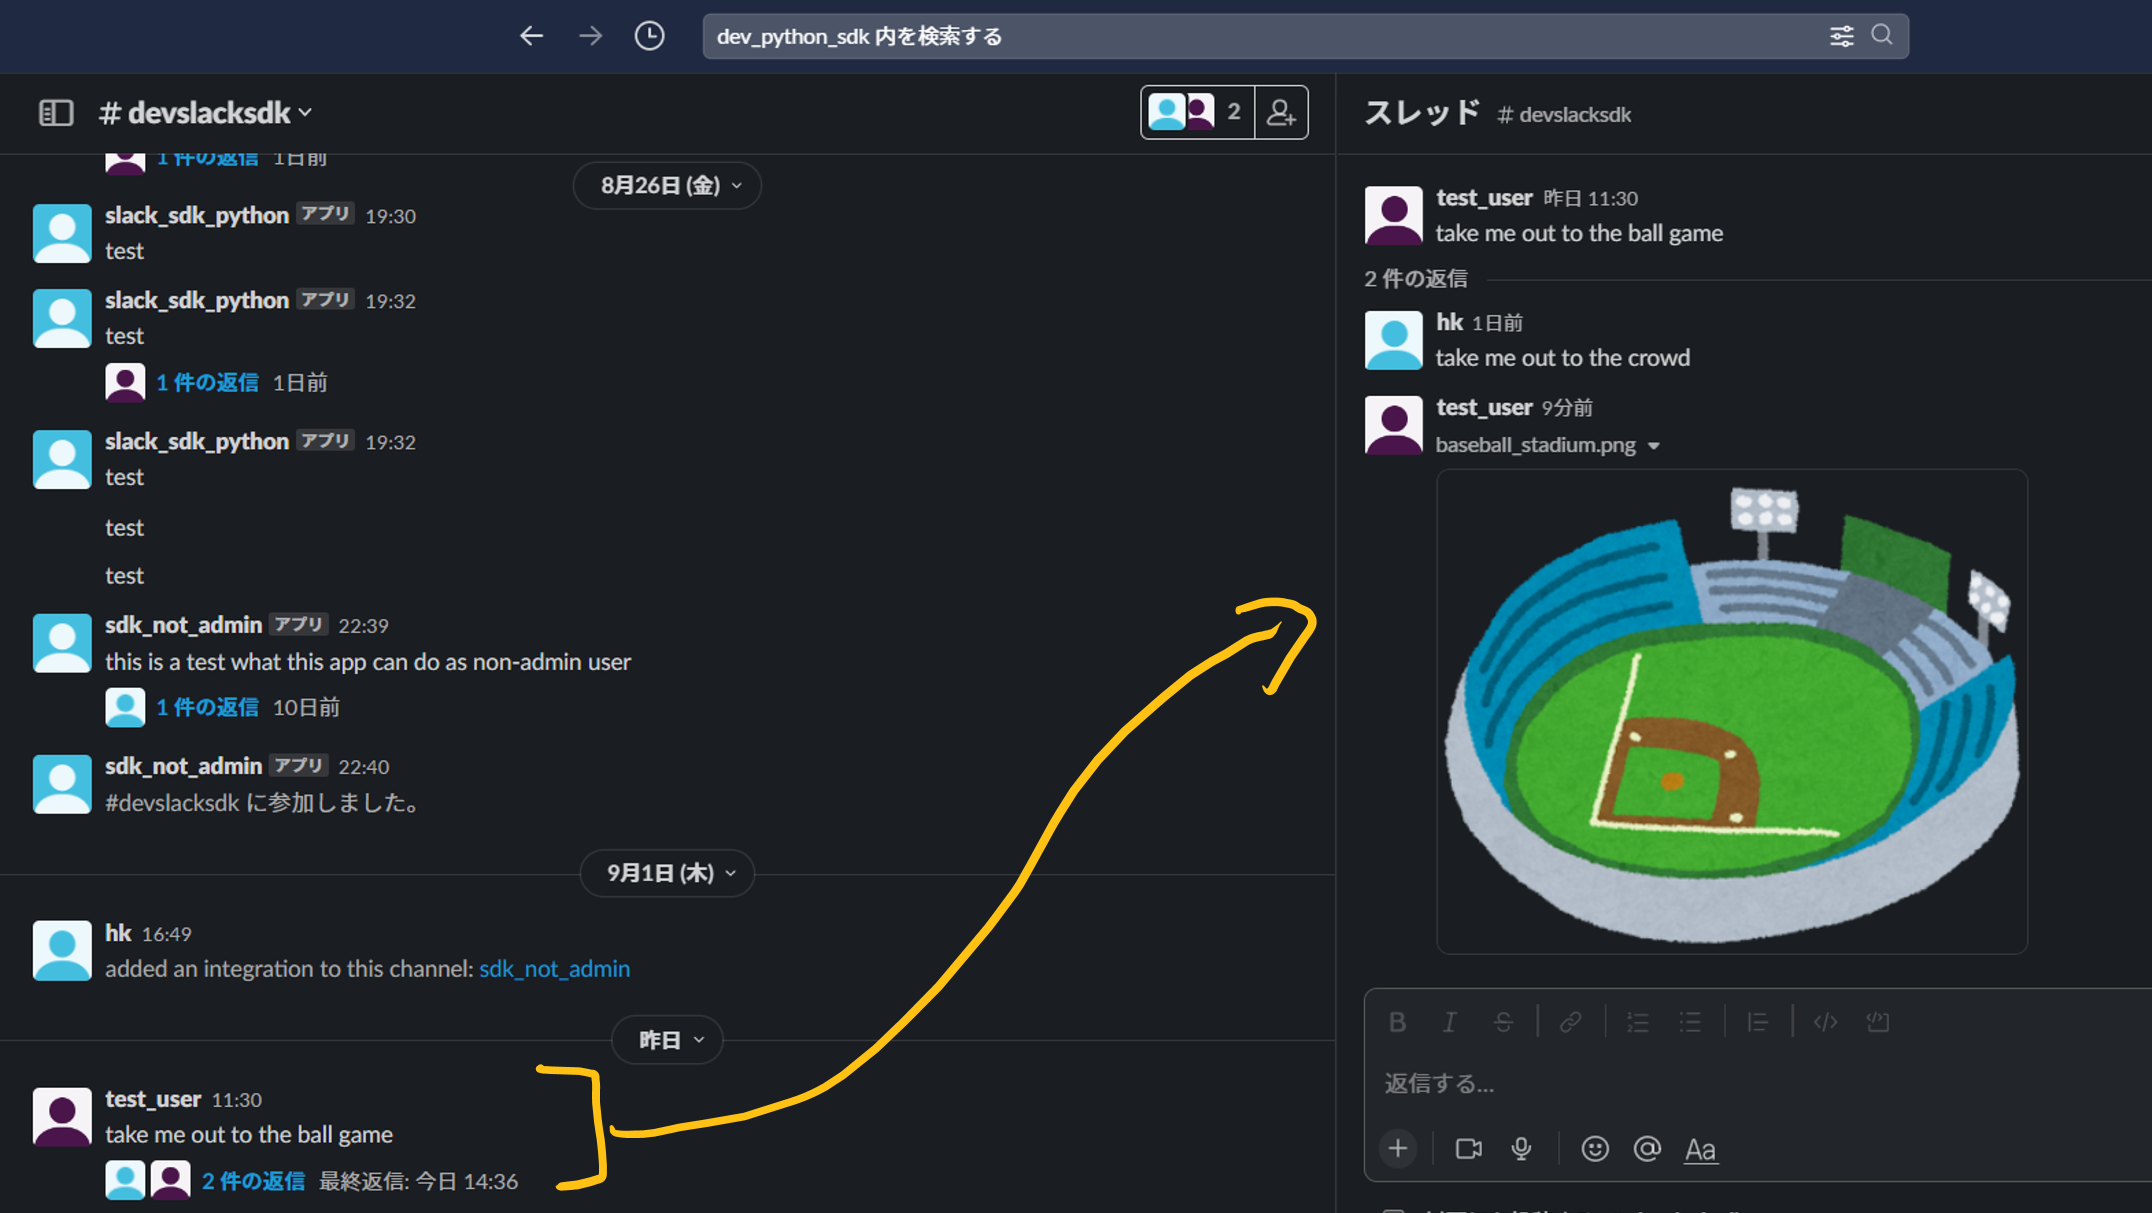 dev_python_sdk 内を検索する
# devslacksdk
2
1 件の返信 1日前
8月26日 (金)
slack_sdk_python アプリ 19:30
test
slack_sdk_python アプリ 19:32
test
1 件の返信 1日前
slack_sdk_python アプリ 19:32
test
test
test
sdk_not_admin アプリ 22:39
this is a test what this app can do as non-admin user
1 件の返信 10日前
sdk_not_admin アプリ 22:40
#devslacksdk に参加しました。
9月1日 (木)
hk 16:49
added an integration to this channel: sdk_not_admin
昨日
test_user 11:30
take me out to the ball game
2 件の返信 最終返信: 今日 14:36
スレッド # devslacksdk
test_user 昨日 11:30
take me out to the ball game
2 件の返信
hk 1日前
take me out to the crowd
test_user 9分前
baseball_stadium.png
B I S
返信する...
Aa